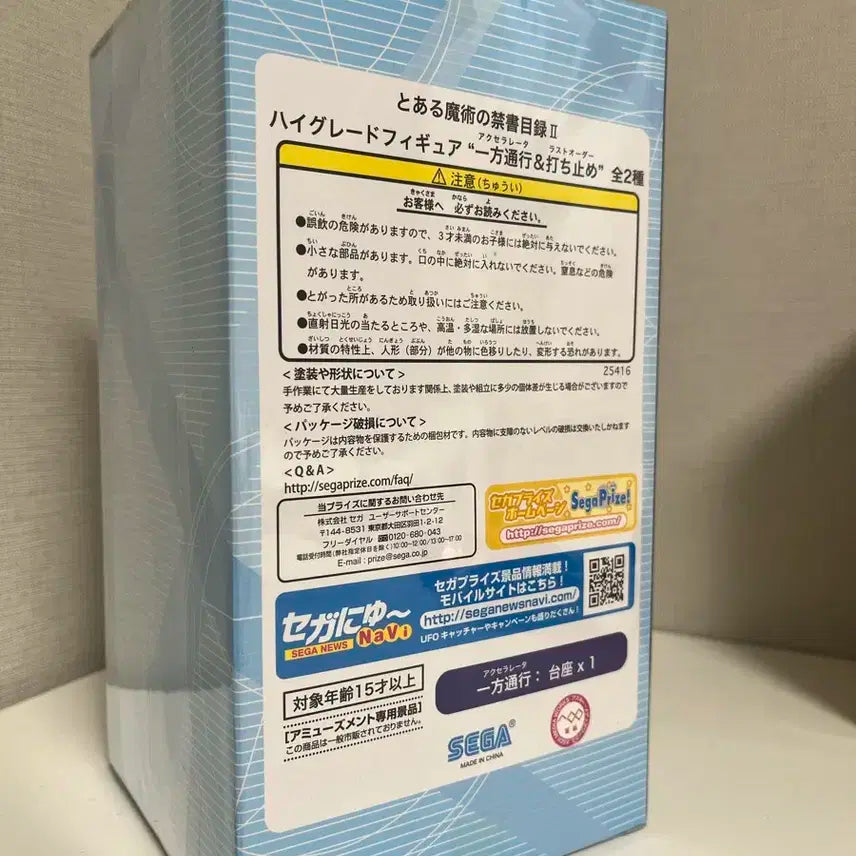 とある魔術の禁書目録Ⅱ
ハイグレードフィギュア“一方通行&打ち止め” 全2種
アクセラレータ ラストオーダー
⚠注意(ちゅうい)
お客様へ 必ずお読みください。
●誤飲の危険がありますので、3才未満のお子様には絶対に与えないでください。
●小さな部品があります。口の中に絶対に入れないでください。窒息などの危険
があります。
●とがった所があるため取り扱いにはご注意ください。
●直射日光の当たるところや、高温・多湿な場所には放置しないでください。
●材質の特性上、人形(部分)が他の物に色移りしたり、変形する恐れがあります。
25416
<塗装や形状について>
手作業にて大量生産をしております関係上、塗装や組立に多少の個体差が生じる場合がございますので
予めご了承ください。
<パッケージ破損について>
パッケージは内容物を保護するための梱包材です。内容物に支障のないレベルの破損は交換いたしかねます
ので予めご了承ください。
<Q&A>
http://segaprize.com/faq/
当プライズに関するお問い合わせ先
株式会社 セガ ユーザーサポートセンター
〒144-8531 東京都大田区羽田1-2-12
フリーダイヤル 0120-680-043
電話受付時間(弊社指定休日を除く)10:00~12:00/13:00~17:00
E-mail : prize@sega.co.jp
セガプライズ
ホームページ
SegaPrize!
http://segaprize.com/
セガにゅ~
SEGA NEWS NaVi
セガプライズ景品情報満載!
モバイルサイトはこちら!
http://seganewsnavi.com/
UFOキャッチャーやキャンペーンも盛りだくさん!
対象年齢15才以上
[アミューズメント専用景品]
この商品は一般市販されておりません。
アクセラレータ
一方通行:台座 x 1
SEGA®
MADE IN CHINA